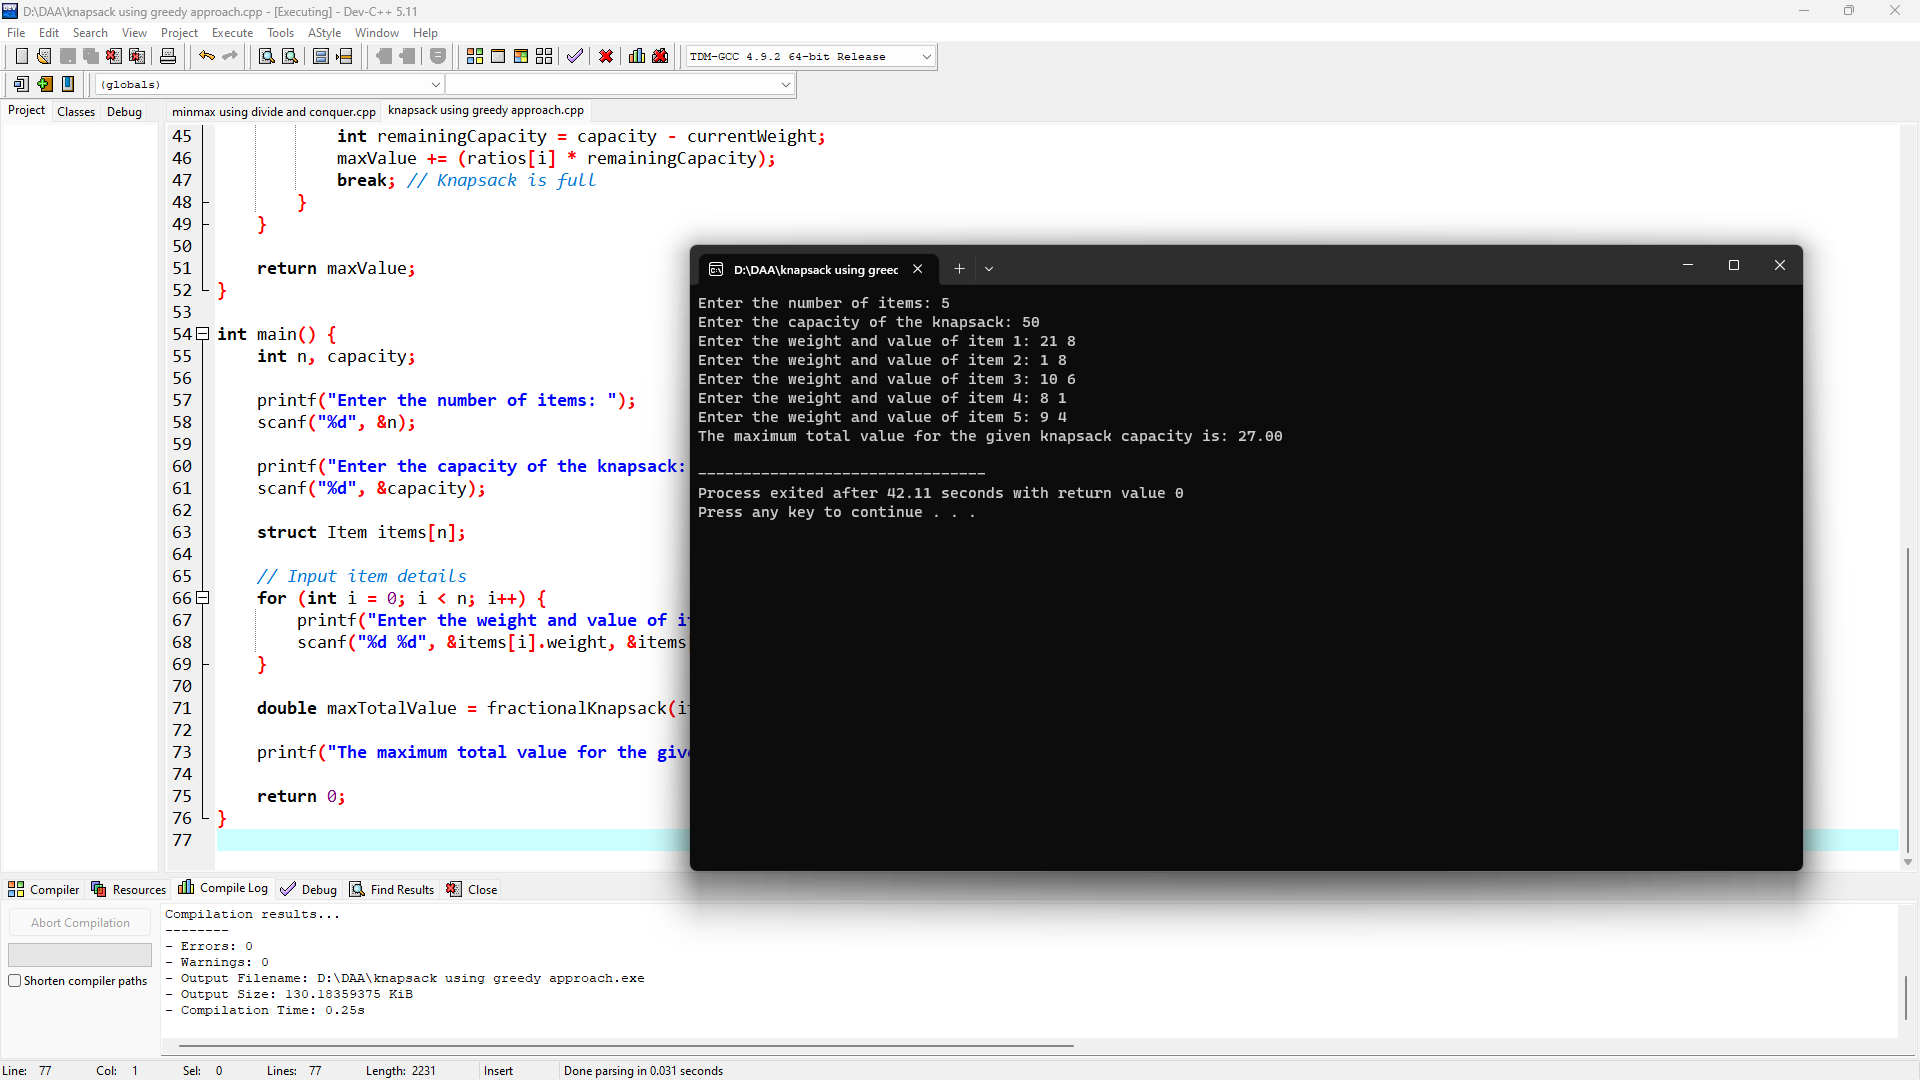 D:\DAA\knapsack using greedy approach.cpp - [Executing] - Dev-C++ 5.11
File Edit Search View Project Execute Tools AStyle Window Help
TDM-GCC 4.9.2 64-bit Release
(globals)
Project Classes Debug
minmax using divide and conquer.cpp knapsack using greedy approach.cpp
45 int remainingCapacity = capacity - currentWeight;
46 maxValue += (ratios[i] * remainingCapacity);
47 break; // Knapsack is full
48 }
49 }
50
51 return maxValue;
52 }
53
54 int main() {
55 int n, capacity;
56
57 printf("Enter the number of items: ");
58 scanf("%d", &n);
59
60 printf("Enter the capacity of the knapsack:
61 scanf("%d", &capacity);
62
63 struct Item items[n];
64
65 // Input item details
66 for (int i = 0; i < n; i++) {
67 printf("Enter the weight and value of i
68 scanf("%d %d", &items[i].weight, &items
69 }
70
71 double maxTotalValue = fractionalKnapsack(i
72
73 printf("The maximum total value for the giv
74
75 return 0;
76 }
77
D:\DAA\knapsack using greec
Enter the number of items: 5
Enter the capacity of the knapsack: 50
Enter the weight and value of item 1: 21 8
Enter the weight and value of item 2: 1 8
Enter the weight and value of item 3: 10 6
Enter the weight and value of item 4: 8 1
Enter the weight and value of item 5: 9 4
The maximum total value for the given knapsack capacity is: 27.00
--------------------------------
Process exited after 42.11 seconds with return value 0
Press any key to continue . . .
Compiler Resources Compile Log Debug Find Results Close
Abort Compilation
Shorten compiler paths
Compilation results...
--------
- Errors: 0
- Warnings: 0
- Output Filename: D:\DAA\knapsack using greedy approach.exe
- Output Size: 130.18359375 KiB
- Compilation Time: 0.25s
Line: 77 Col: 1 Sel: 0 Lines: 77 Length: 2231 Insert Done parsing in 0.031 seconds